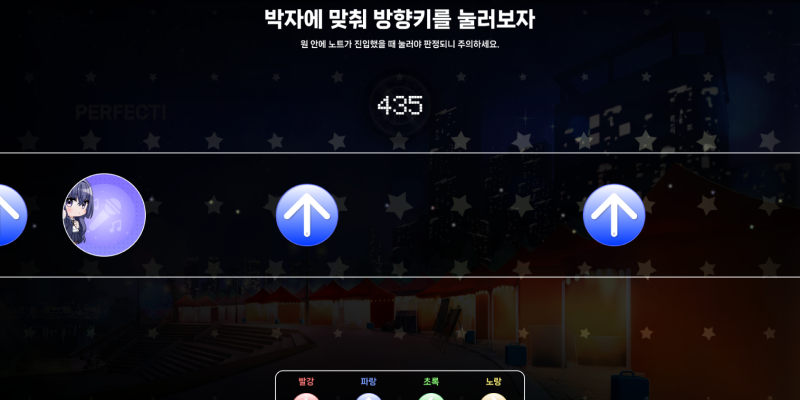 박자에 맞춰 방향키를 눌러보자
원 안에 노트가 진입했을 때 눌러야 판정되니 주의하세요.
435
PERFECT!
빨강 파랑 초록 노랑